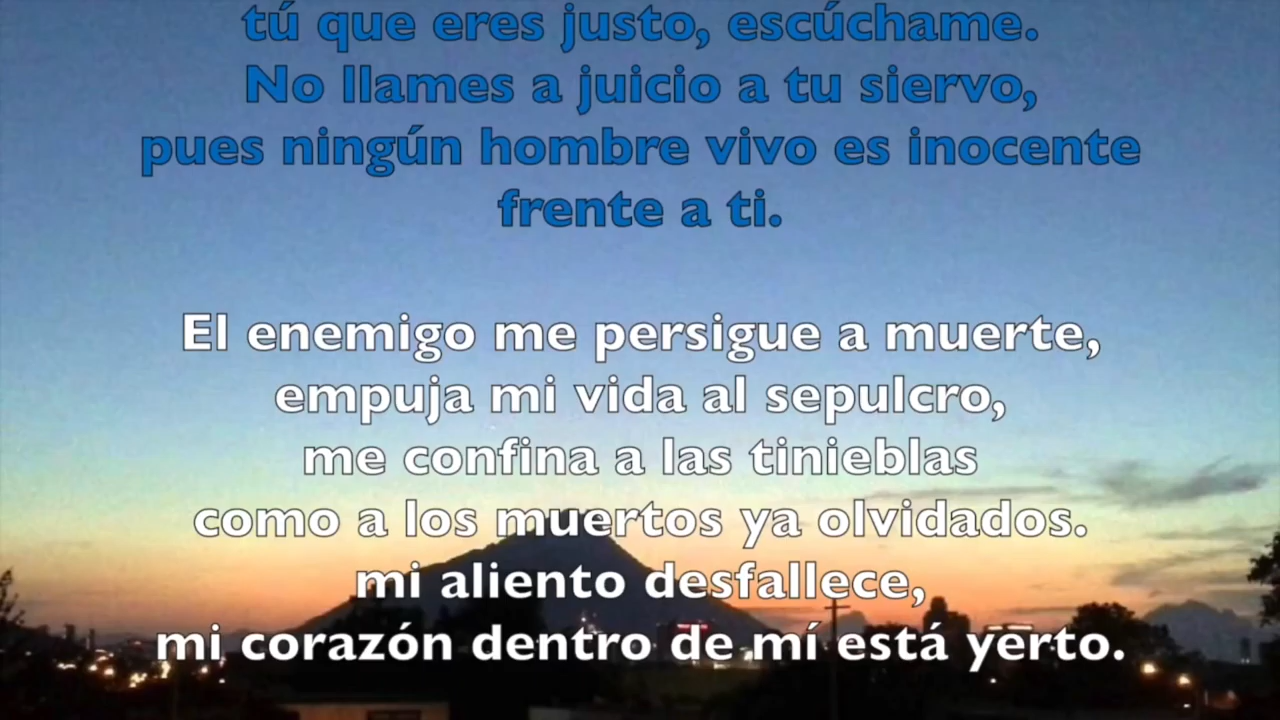 tú que eres justo, escúchame.
No llames a juicio a tu siervo,
pues ningún hombre vivo es inocente
frente a ti.
El enemigo me persigue a muerte,
empuja mi vida al sepulcro,
me confina a las tinieblas
como a los muertos ya olvidados.
mi aliento desfallece,
mi corazón dentro de mí está yerto.